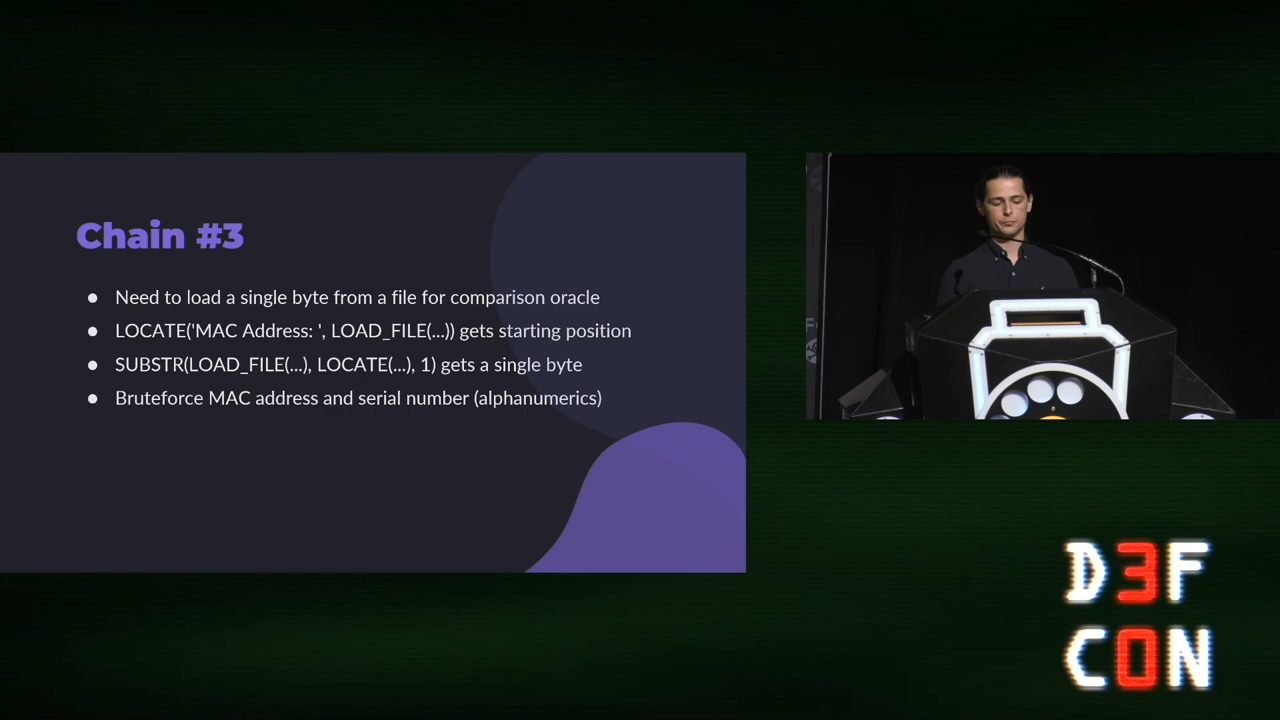 Chain #3
● Need to load a single byte from a file for comparison oracle
● LOCATE('MAC Address: ', LOAD_FILE(...)) gets starting position
● SUBSTR(LOAD_FILE(...), LOCATE(...), 1) gets a single byte
● Bruteforce MAC address and serial number (alphanumerics)
D3F
C0N